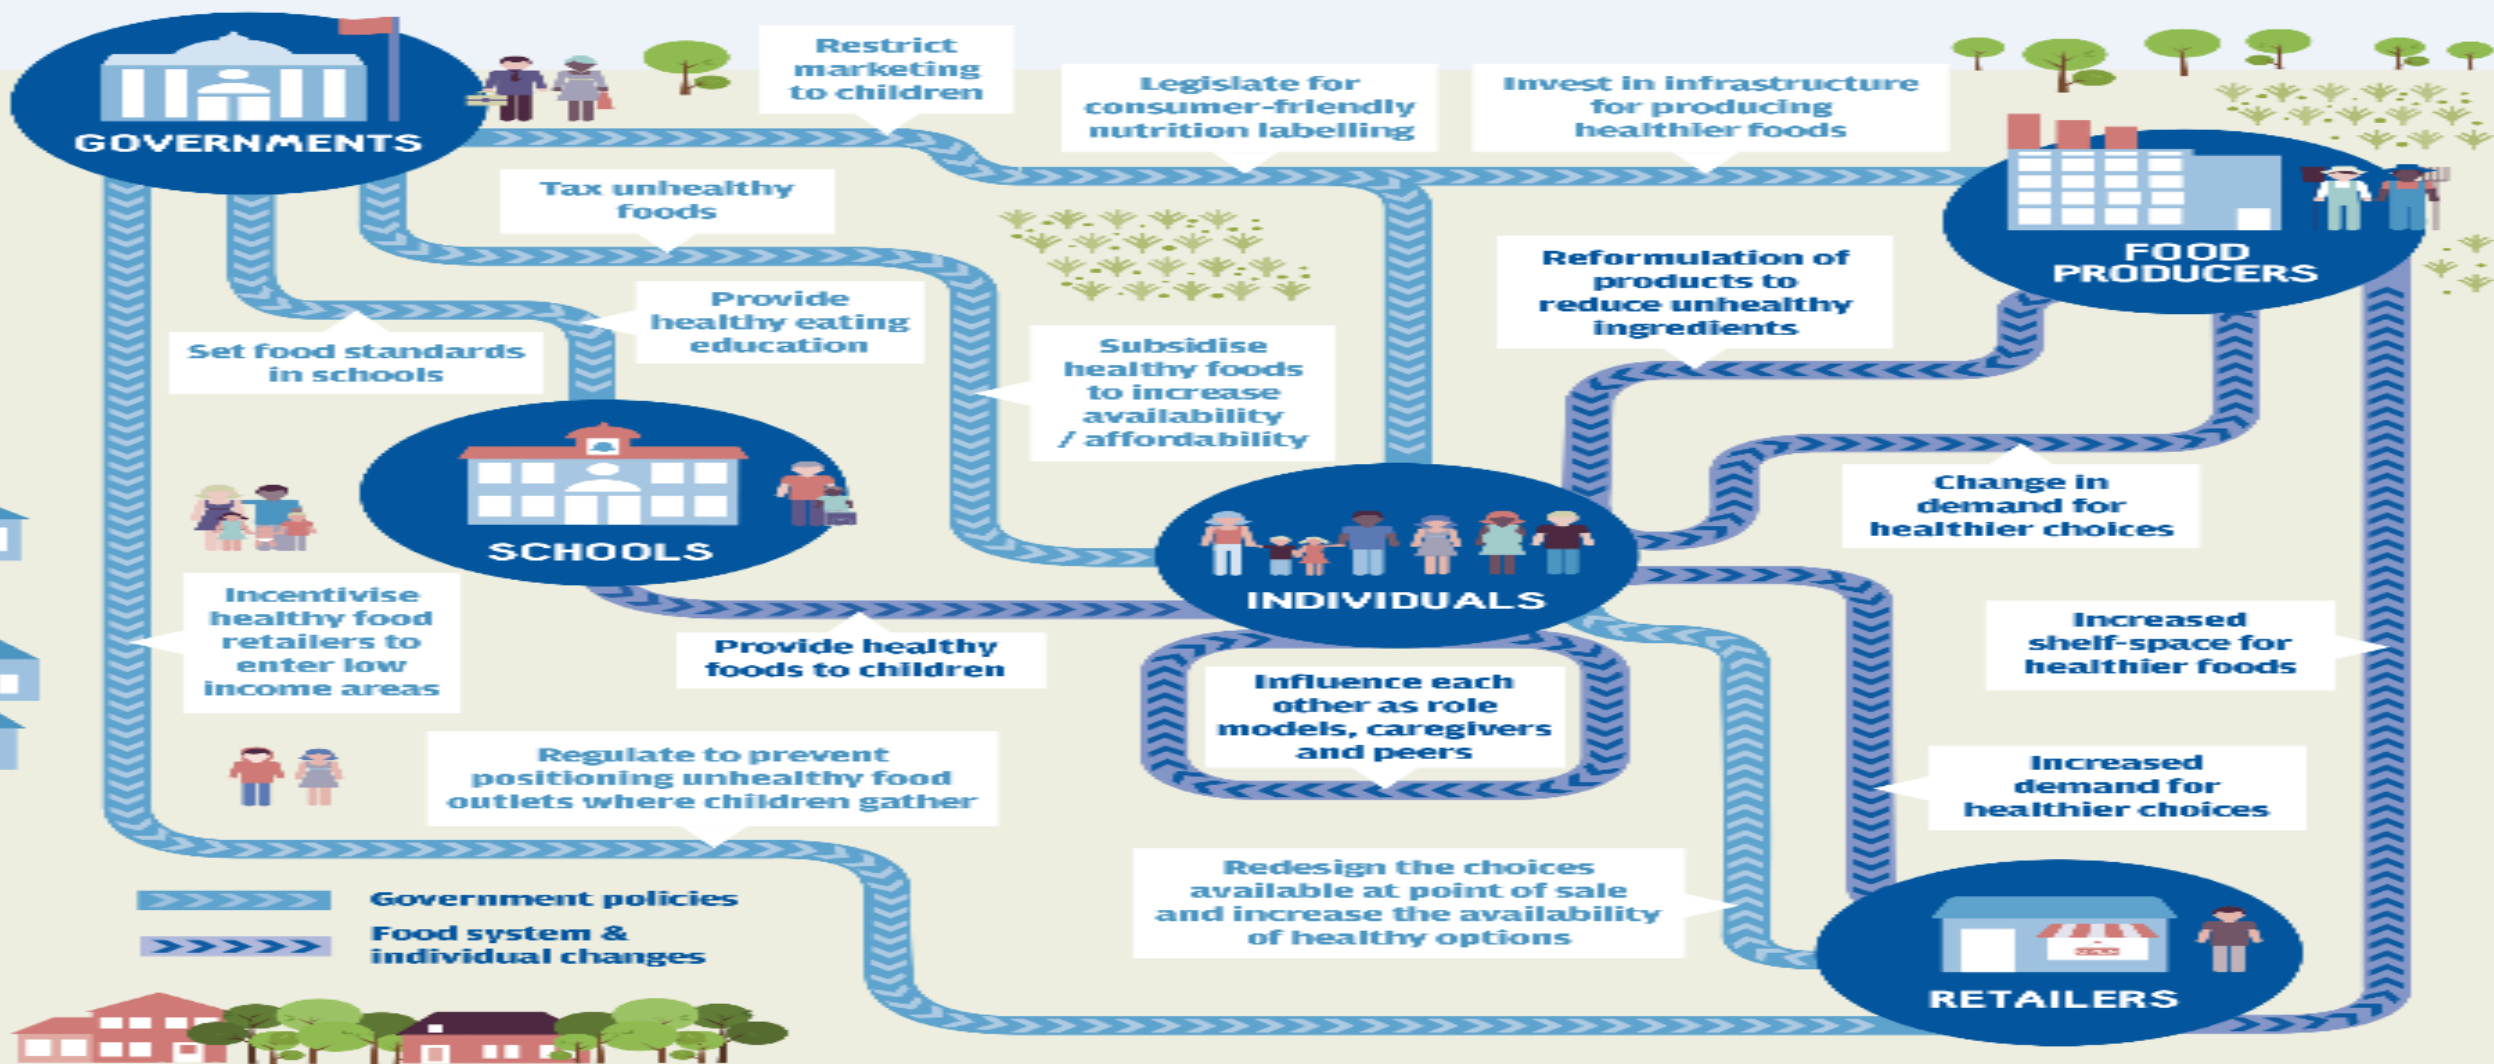 GOVERNMENTS
Restrict
marketing
to children
Legislate for
consumer-friendly
nutrition labelling
Invest in infrastructure
for producing
healthier foods
Tax unhealthy
foods
FOOD
PRODUCERS
Reformulation of
products to
reduce unhealthy
ingredients
Provide
healthy eating
education
Set food standards
in schools
Subsidise
healthy foods
to increase
availability
/ affordability
SCHOOLS
Change in
demand for
healthier choices
INDIVIDUALS
Incentivise
healthy food
retailers to
enter low
income areas
Provide healthy
foods to children
Increased
shelf-space for
healthier foods
Influence each
other as role
models, caregivers
and peers
Regulate to prevent
positioning unhealthy food
outlets where children gather
Increased
demand for
healthier choices
Redesign the choices
available at point of sale
and increase the availability
of healthy options
Government policies
Food system &
individual changes
RETAILERS